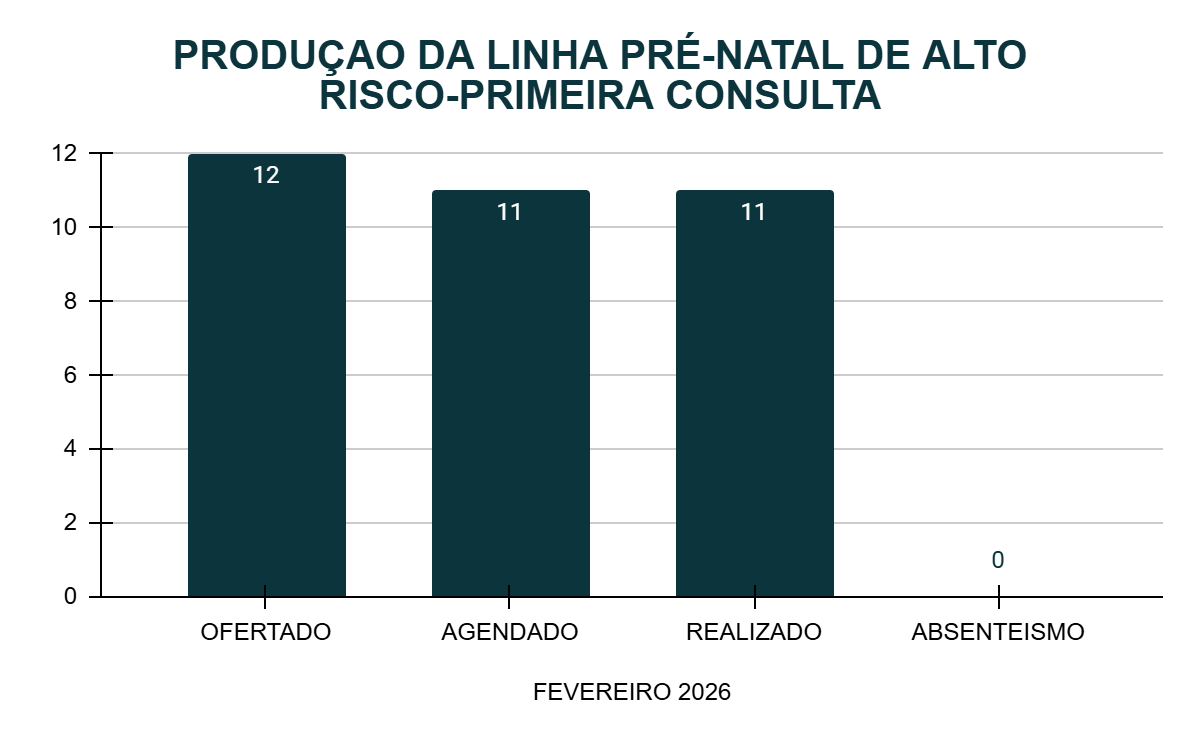 PRODUÇAO DA LINHA PRÉ-NATAL DE ALTO
RISCO-PRIMEIRA CONSULTA
12
10
8
6
4
2
0
12
11
11
0
OFERTADO
AGENDADO
REALIZADO
ABSENTEISMO
FEVEREIRO 2026